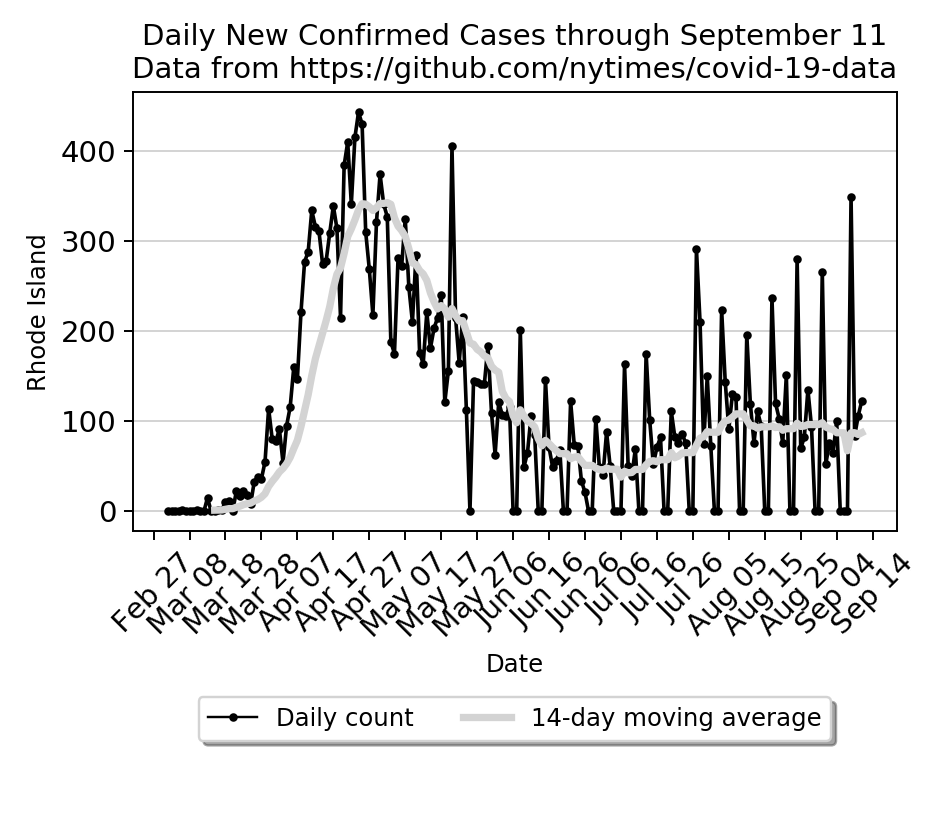 Daily New Confirmed Cases through September 11
Data from https://github.com/nytimes/covid-19-data
Rhode Island
400
300
200
100
0
Feb 27
Mar 08
Mar 18
Mar 28
Apr 07
Apr 17
Apr 27
May 07
May 17
May 27
Jun 06
Jun 16
Jun 26
Jul 06
Jul 16
Jul 26
Aug 05
Aug 15
Aug 25
Sep 04
Sep 14
Date
Daily count
14-day moving average